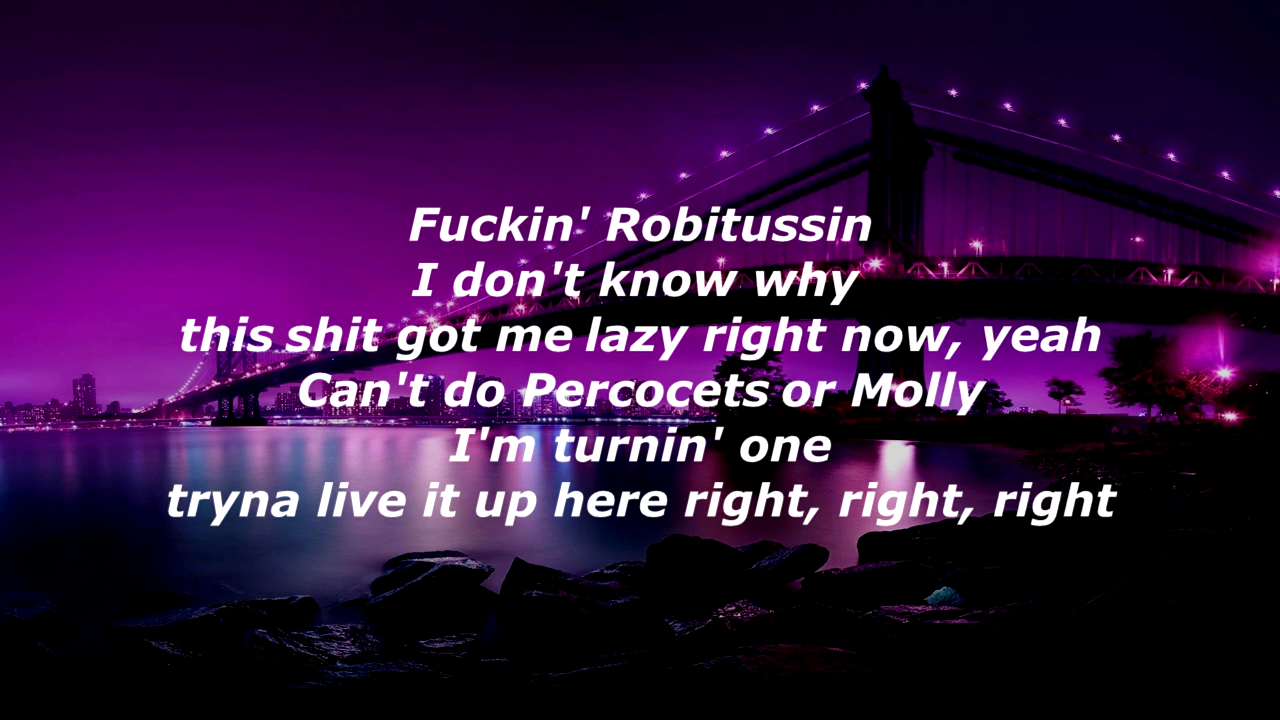 Fuckin' Robitussin
I don't know why
this shit got me lazy right now, yeah
Can't do Percocets or Molly
I'm turnin' one
tryna live it up here right, right, right